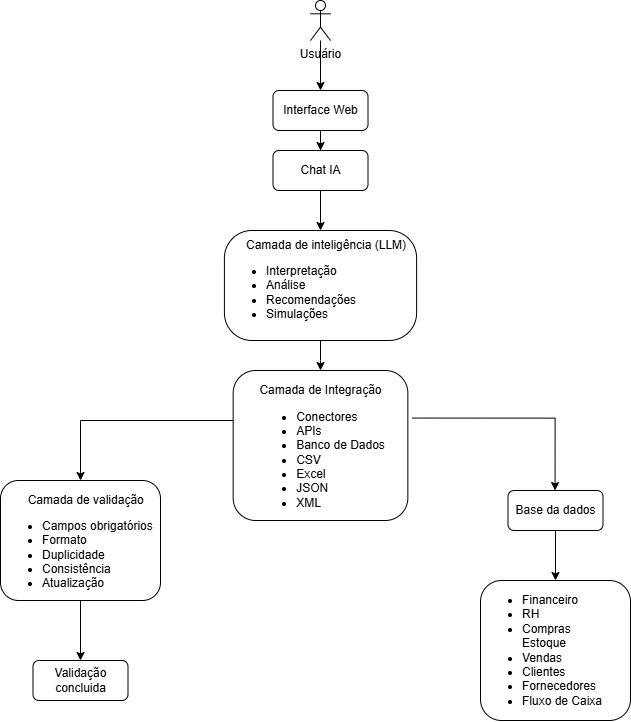 Usuário
Interface Web
Chat IA
Camada de inteligência (LLM)
Interpretação
Análise
Recomendações
Simulações
Camada de Integração
Conectores
APIs
Banco de Dados
CSV
Excel
JSON
XML
Camada de validação
Campos obrigatórios
Formato
Duplicidade
Consistência
Atualização
Validação
concluida
Base da dados
Financeiro
RH
Compras
Estoque
Vendas
Clientes
Fornecedores
Fluxo de Caixa